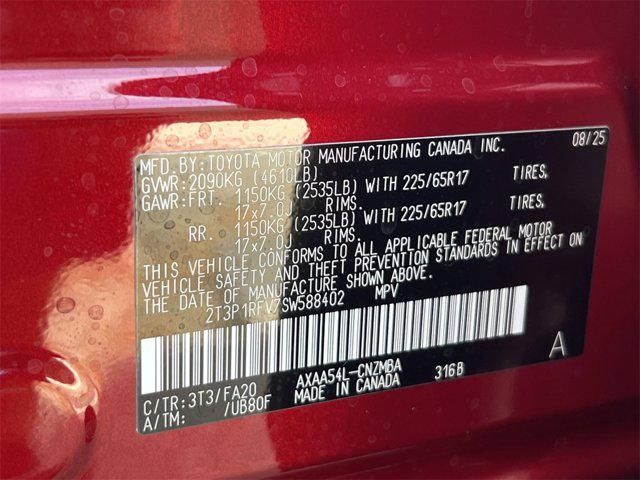 MFD.BY:TOYOTA MOTOR MANUFACTURING CANADA INC. 08/25
GVWR:2090KG (4610LB)
GAWR:FRT. 1150KG (2535LB) WITH 225/65R17 TIRES,
17x7.0J RIMS.
RR. 1150KG (2535LB) WITH 225/65R17 TIRES,
17x7.0J RIMS.
THIS VEHICLE CONFORMS TO ALL APPLICABLE FEDERAL MOTOR
VEHICLE SAFETY AND THEFT PREVENTION STANDARDS IN EFFECT ON
THE DATE OF MANUFACTURE SHOWN ABOVE.
2T3P1RFV7SW588402 MPV
C/TR:3T3/FA20 AXAA54L-CNZMBA 316B A
A/TM: /UB80F MADE IN CANADA